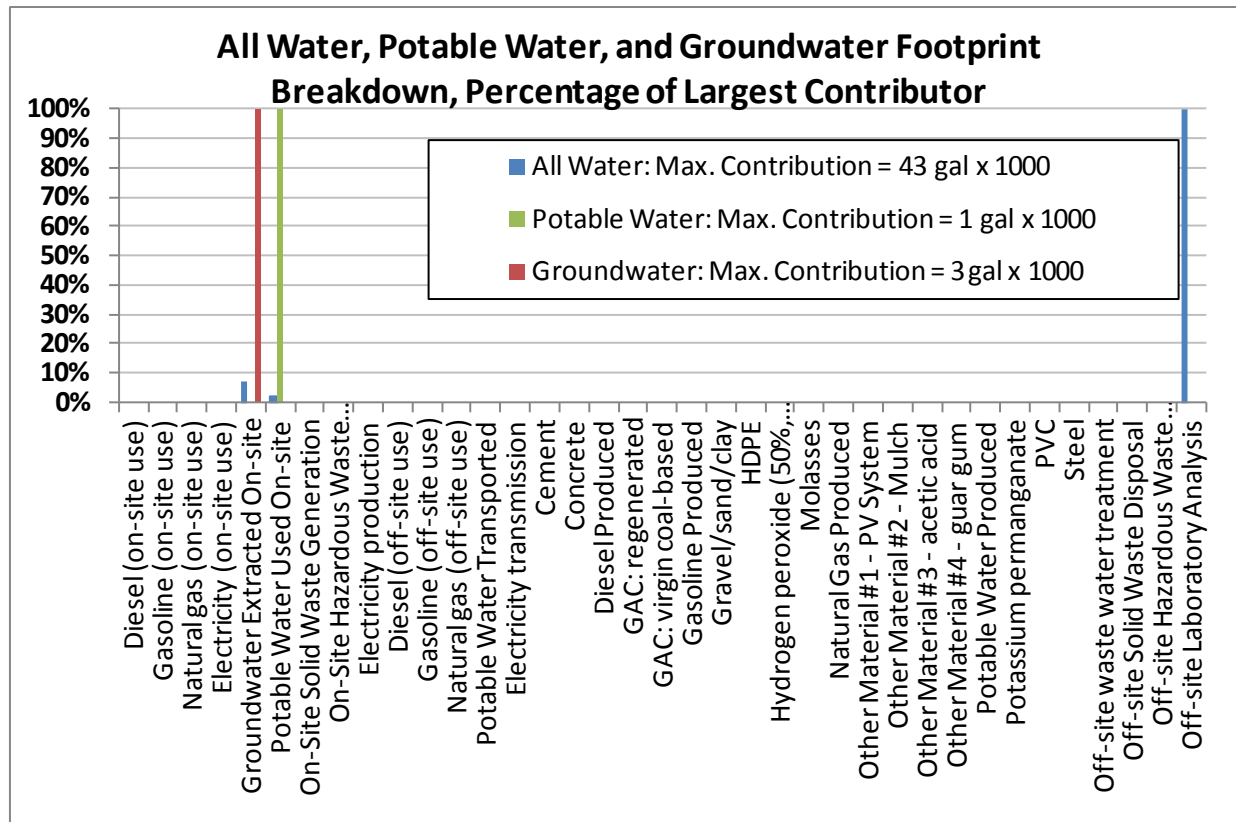 All Water, Potable Water, and Groundwater Footprint
Breakdown, Percentage of Largest Contributor
100%
90%
80%
70%
60%
50%
40%
30%
20%
10%
0%
All Water: Max. Contribution = 43 gal x 1000
Potable Water: Max. Contribution = 1 gal x 1000
Groundwater: Max. Contribution = 3 gal x 1000
Diesel (on-site use)
Gasoline (on-site use)
Natural gas (on-site use)
Electricity (on-site use)
Groundwater Extracted On-site
Potable Water Used On-site
On-Site Solid Waste Generation
On-Site Hazardous Waste...
Electricity production
Diesel (off-site use)
Gasoline (off-site use)
Natural gas (off-site use)
Potable Water Transported
Electricity transmission
Cement
Concrete
Diesel Produced
GAC: regenerated
GAC: virgin coal-based
Gasoline Produced
Gravel/sand/clay
HDPE
Hydrogen peroxide (50%,...
Molasses
Natural Gas Produced
Other Material #1 - PV System
Other Material #2 - Mulch
Other Material #3 - acetic acid
Other Material #4 - guar gum
Potable Water Produced
Potassium permanganate
PVC
Steel
Off-site waste water treatment
Off-site Solid Waste Disposal
Off-site Hazardous Waste...
Off-site Laboratory Analysis